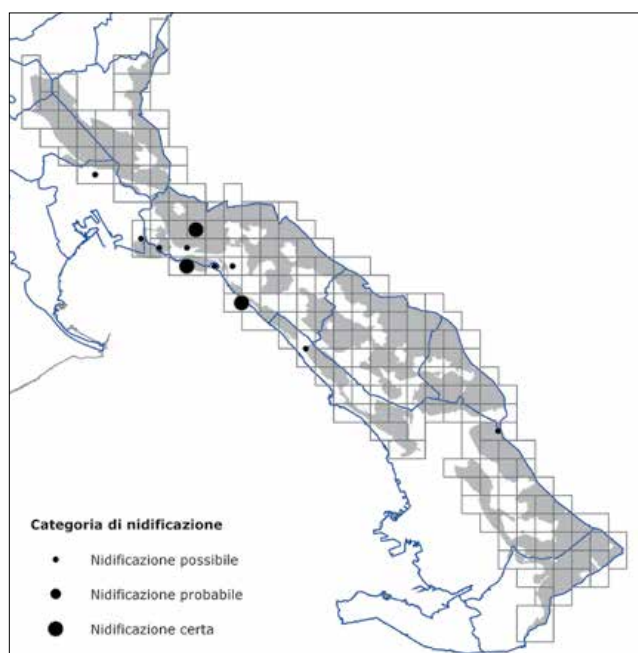 Categoria di nidificazione
Nidificazione possibile
Nidificazione probabile
Nidificazione certa